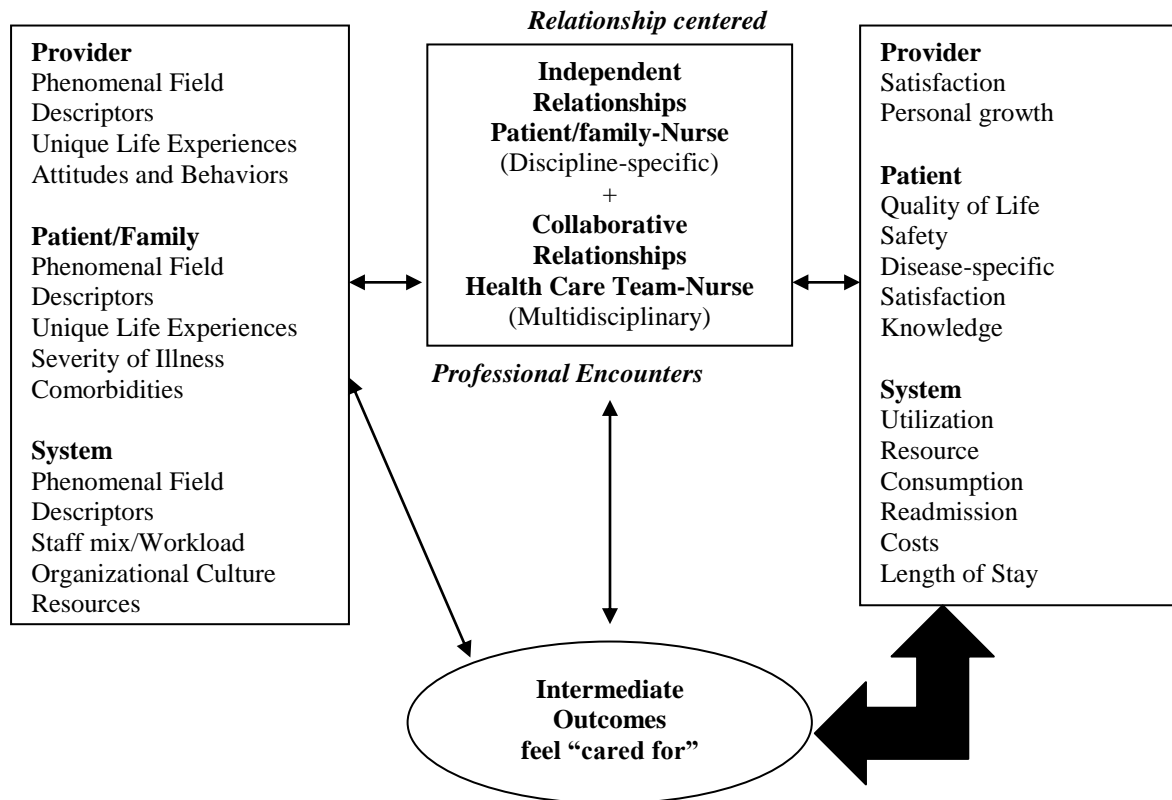 Relationship centered
Provider
Phenomenal Field
Descriptors
Unique Life Experiences
Attitudes and Behaviors
Patient/Family
Phenomenal Field
Descriptors
Unique Life Experiences
Severity of Illness
Comorbidities
System
Phenomenal Field
Descriptors
Staff mix/Workload
Organizational Culture
Resources
Independent
Relationships
Patient/family-Nurse
(Discipline-specific)
+
Collaborative
Relationships
Health Care Team-Nurse
(Multidisciplinary)
Professional Encounters
Provider
Satisfaction
Personal growth
Patient
Quality of Life
Safety
Disease-specific
Satisfaction
Knowledge
System
Utilization
Resource
Consumption
Readmission
Costs
Length of Stay
Intermediate
Outcomes
feel “cared for”